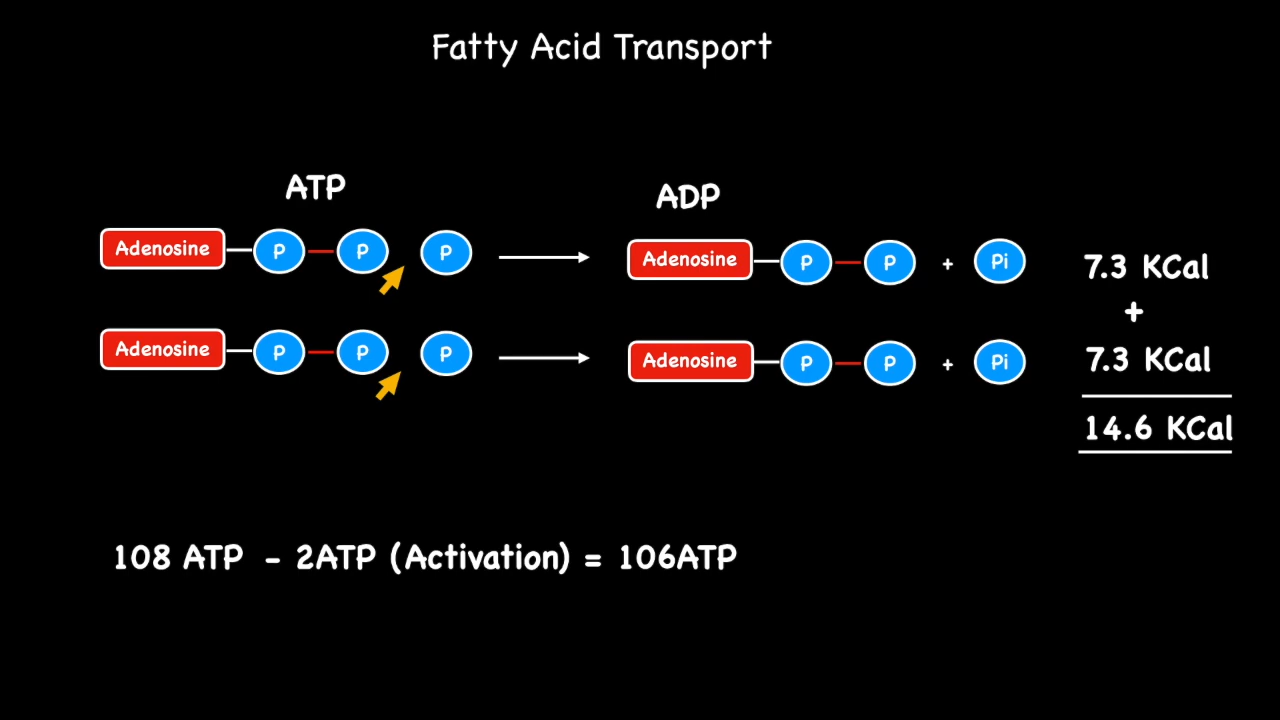 Fatty Acid Transport
ATP
ADP
Adenosine P P P Adenosine P P + Pi 7.3 KCal
+
Adenosine P P P Adenosine P P + Pi 7.3 KCal
14.6 KCal
108 ATP - 2ATP (Activation) = 106ATP